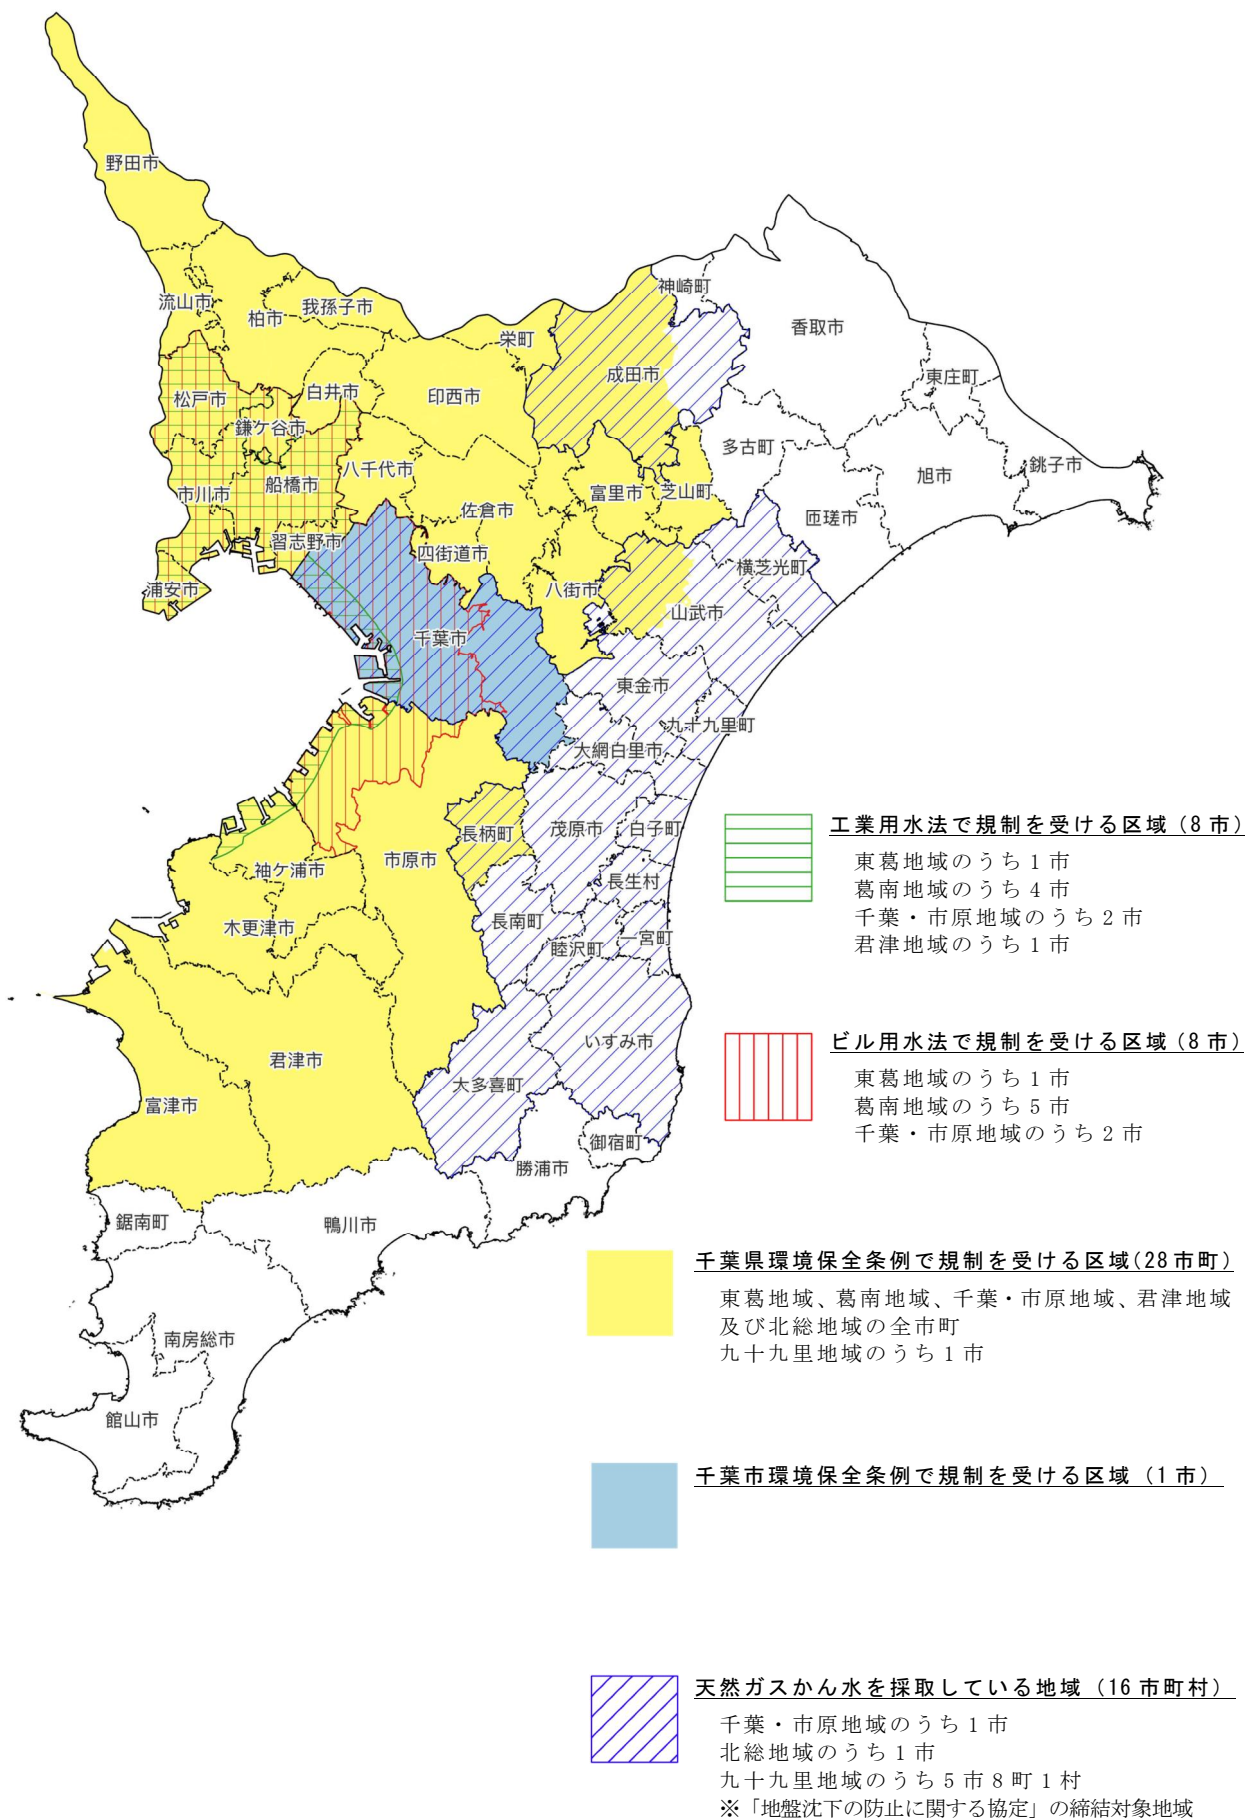 野田市
流山市
柏市
我孫子市
神崎町
香取市
栄町
成田市
東庄町
松戸市
白井市
印西市
鎌ケ谷市
多古町
銚子市
八千代市
旭市
市川市
船橋市
富里市
芝山町
佐倉市
匝瑳市
習志野市
四街道市
横芝光町
浦安市
八街市
山武市
千葉市
東金市
九十九里町
大網白里市
長柄町
茂原市
白子町
市原市
袖ケ浦市
長生村
木更津市
長南町
一宮町
睦沢町
いすみ市
君津市
大多喜町
富津市
御宿町
勝浦市
鋸南町
鴨川市
南房総市
館山市
工業用水法で規制を受ける区域(8市)
東葛地域のうち1市
葛南地域のうち4市
千葉・市原地域のうち2市
君津地域のうち1市
ビル用水法で規制を受ける区域(8市)
東葛地域のうち1市
葛南地域のうち5市
千葉・市原地域のうち2市
千葉県環境保全条例で規制を受ける区域(28市町)
東葛地域、葛南地域、千葉・市原地域、君津地域
及び北総地域の全市町
九十九里地域のうち1市
千葉市環境保全条例で規制を受ける区域(1市)
天然ガスかん水を採取している地域(16市町村)
千葉・市原地域のうち1市
北総地域のうち1市
九十九里地域のうち5市8町1村
※「地盤沈下の防止に関する協定」の締結対象地域